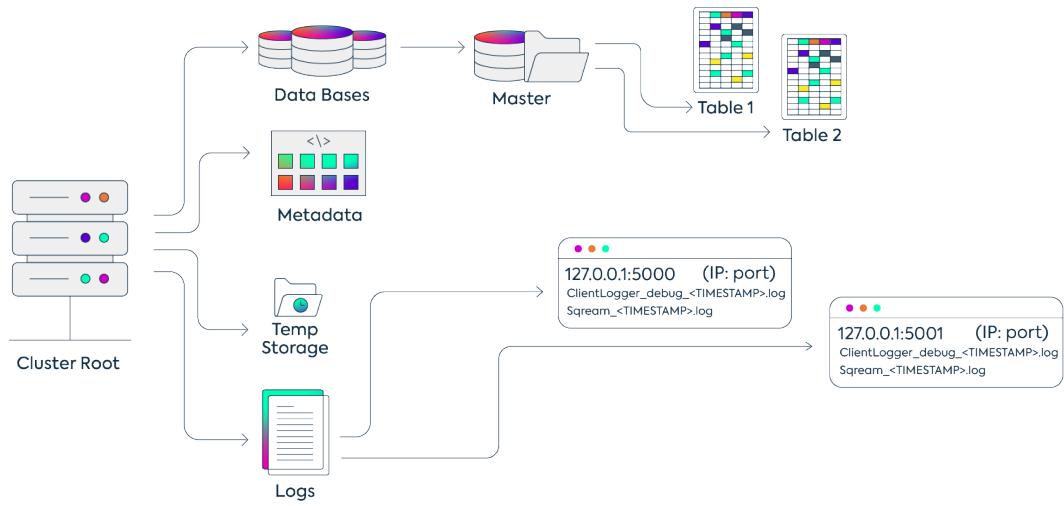 Data Bases
Master
Table 1
Table 2
<\>
Metadata
Cluster Root
Temp
Storage
127.0.0.1:5000 (IP: port)
ClientLogger_debug_<TIMESTAMP>.log
Sqream_<TIMESTAMP>.log
127.0.0.1:5001 (IP: port)
ClientLogger_debug_<TIMESTAMP>.log
Sqream_<TIMESTAMP>.log
Logs